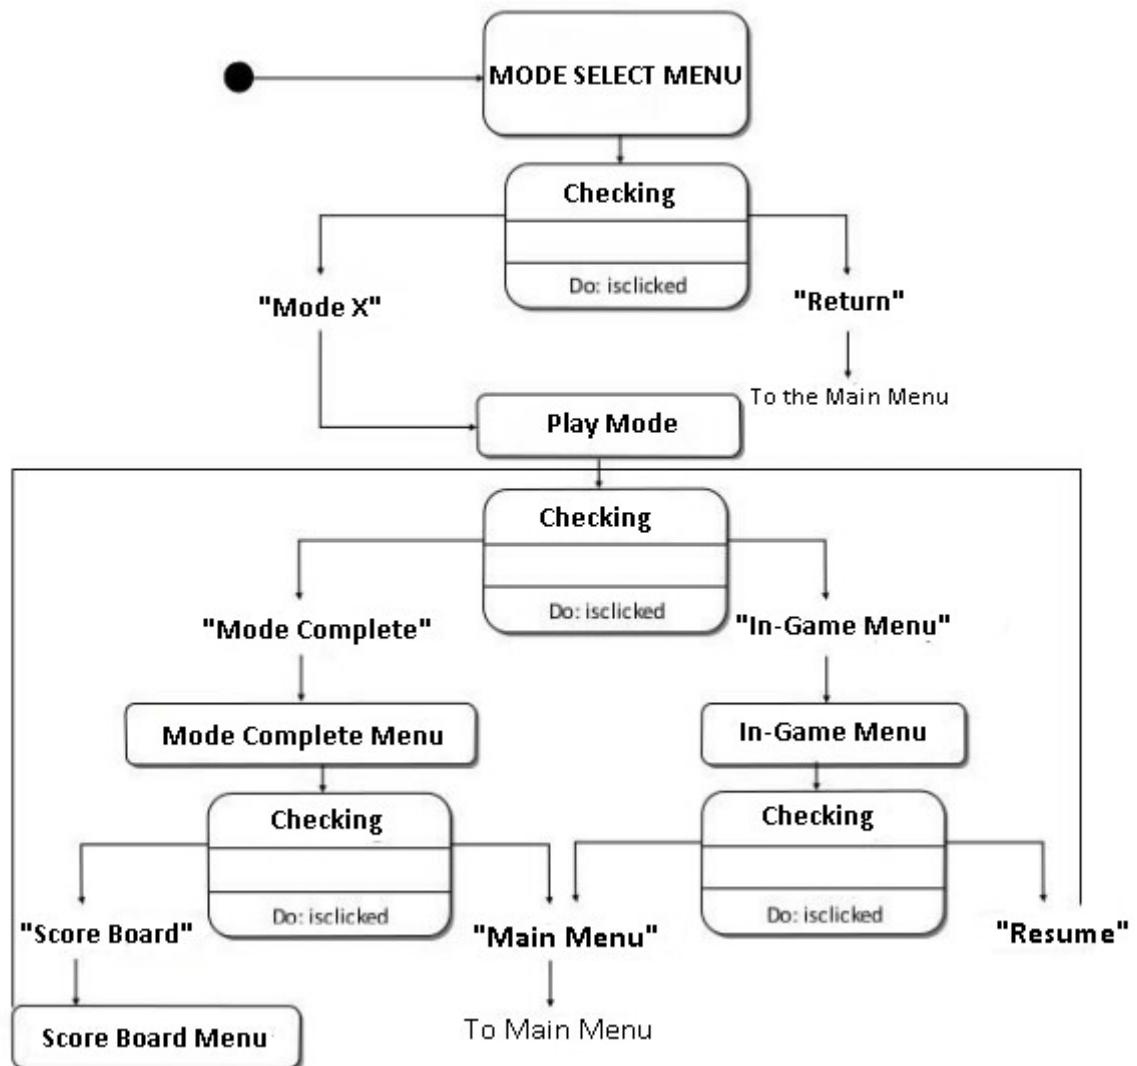 MODE SELECT MENU
Checking
Do: isclicked
"Mode X"
"Return"
To the Main Menu
Play Mode
Checking
Do: isclicked
"Mode Complete"
"In-Game Menu"
Mode Complete Menu
In-Game Menu
Checking
Do: isclicked
Checking
Do: isclicked
"Score Board"
"Main Menu"
"Resume"
Score Board Menu
To Main Menu